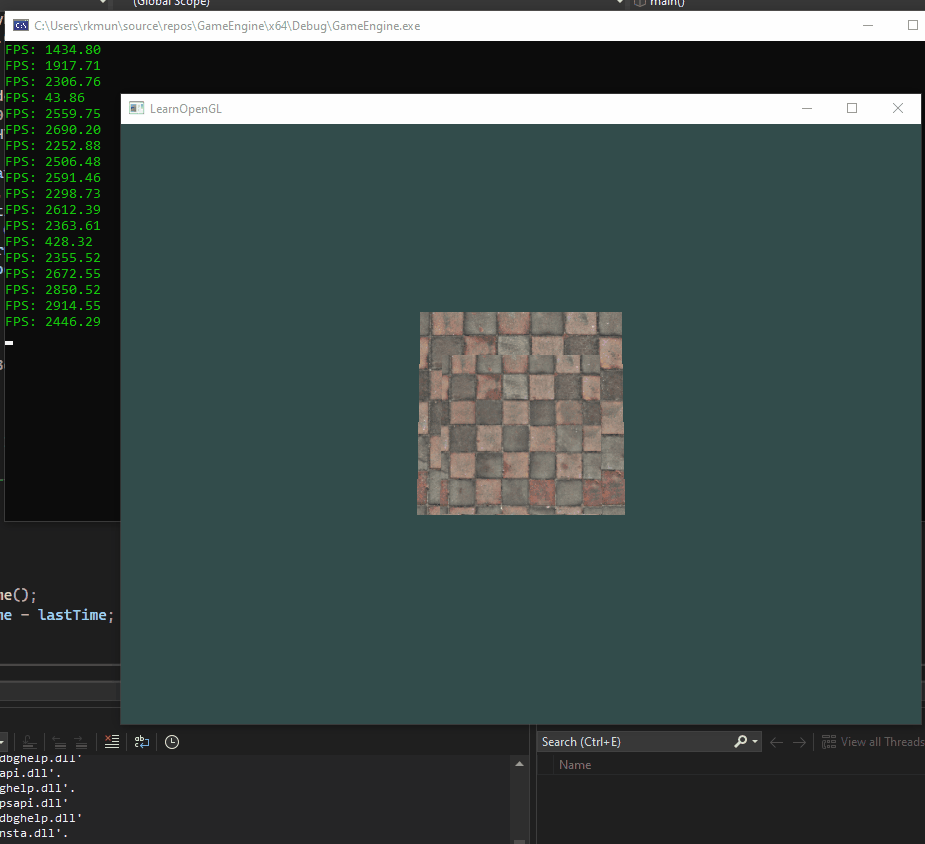 (Global Scope)
main()
C:\Users\rkmun\source\repos\GameEngine\x64\Debug\GameEngine.exe
FPS: 1434.80
FPS: 1917.71
FPS: 2306.76
FPS: 43.86
FPS: 2559.75
FPS: 2690.20
FPS: 2252.88
FPS: 2506.48
FPS: 2591.46
FPS: 2298.73
FPS: 2612.39
FPS: 2363.61
FPS: 428.32
FPS: 2355.52
FPS: 2672.55
FPS: 2850.52
FPS: 2914.55
FPS: 2446.29
LearnOpenGL
me();
me - lastTime;
Search (Ctrl+E)
View all Threads
Name
dbghelp.dll'
api.dll'.
ghelp.dll'.
psapi.dll'
dbghelp.dll'
nsta.dll'.